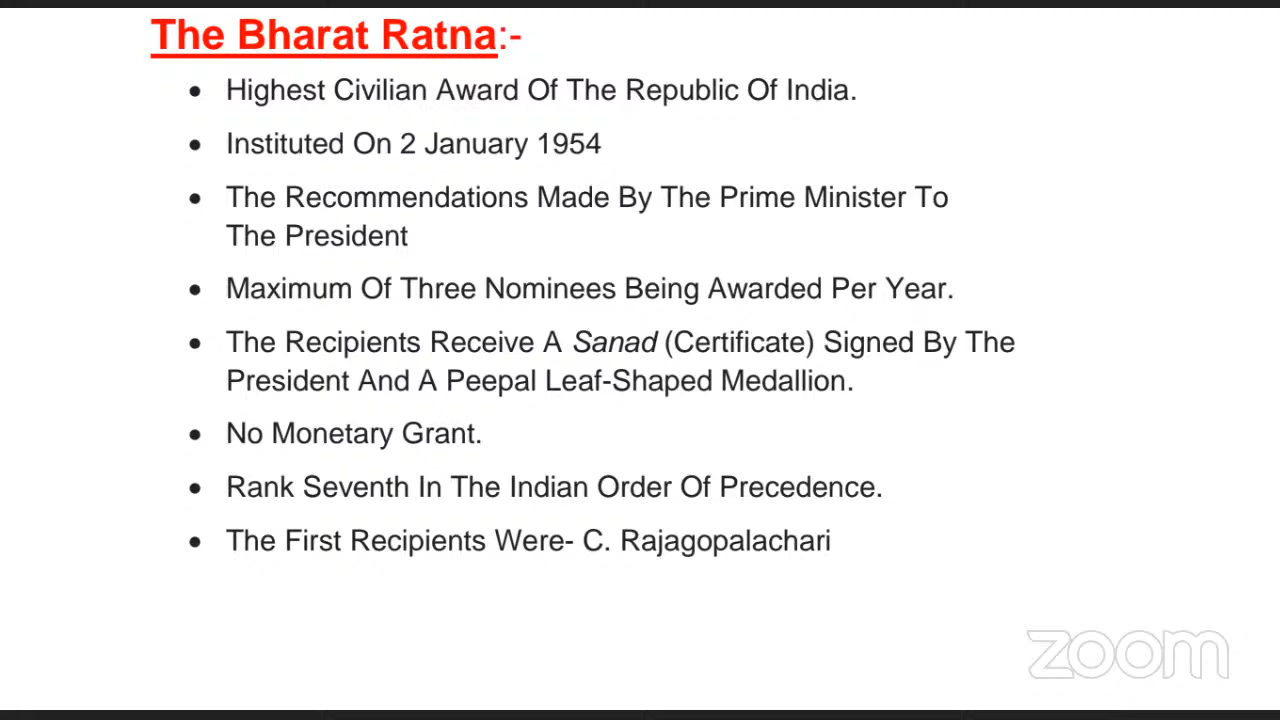 The Bharat Ratna:-
• Highest Civilian Award Of The Republic Of India.
• Instituted On 2 January 1954
• The Recommendations Made By The Prime Minister To
The President
• Maximum Of Three Nominees Being Awarded Per Year.
• The Recipients Receive A Sanad (Certificate) Signed By The
President And A Peepal Leaf-Shaped Medallion.
• No Monetary Grant.
• Rank Seventh In The Indian Order Of Precedence.
• The First Recipients Were- C. Rajagopalachari
zoom